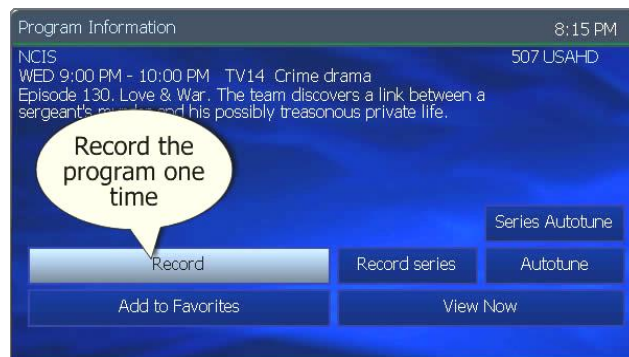 Program Information 8:15 PM
NCIS 507 USAHD
WED 9:00 PM - 10:00 PM TV14 Crime drama
Episode 130. Love & War. The team discovers a link between a
sergeant's and his possibly treasonous private life.
Record the
program one
time
Series Autotune
Record Record series Autotune
Add to Favorites View Now